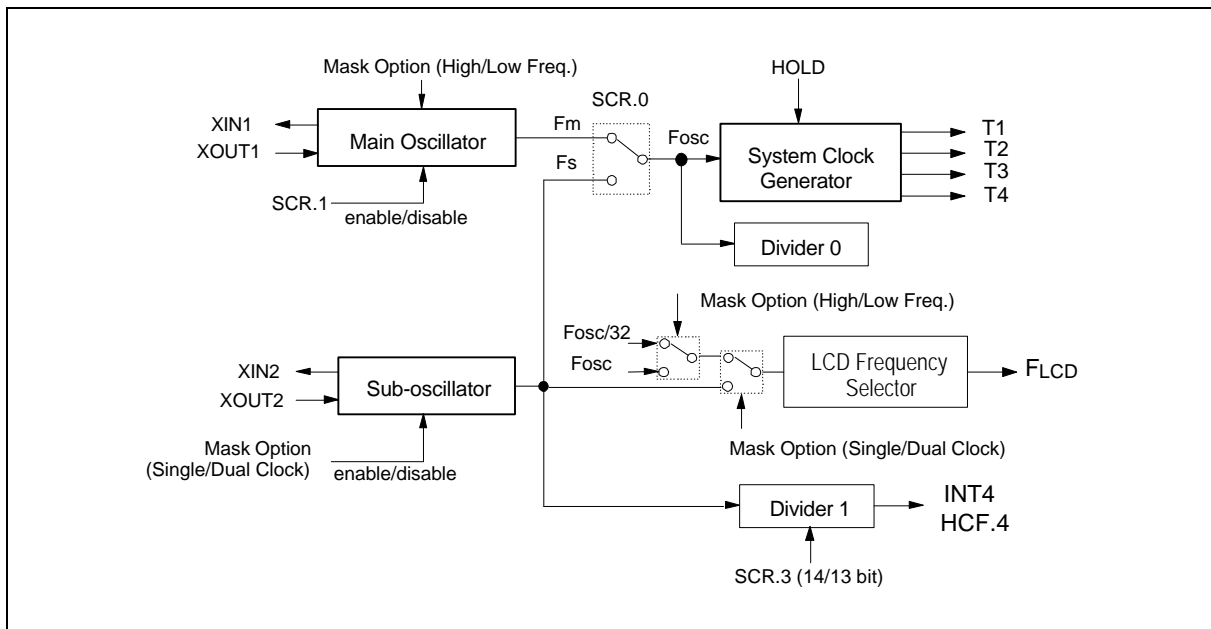 Mask Option (High/Low Freq.)
HOLD
SCR.0
XIN1
XOUT1
Main Oscillator
Fm
Fs
Fosc
System Clock
Generator
T1
T2
T3
T4
SCR.1
enable/disable
Divider 0
Mask Option (High/Low Freq.)
Fosc/32
Fosc
XIN2
XOUT2
Sub-oscillator
LCD Frequency
Selector
FLCD
Mask Option
(Single/Dual Clock)
enable/disable
Mask Option (Single/Dual Clock)
Divider 1
INT4
HCF.4
SCR.3 (14/13 bit)